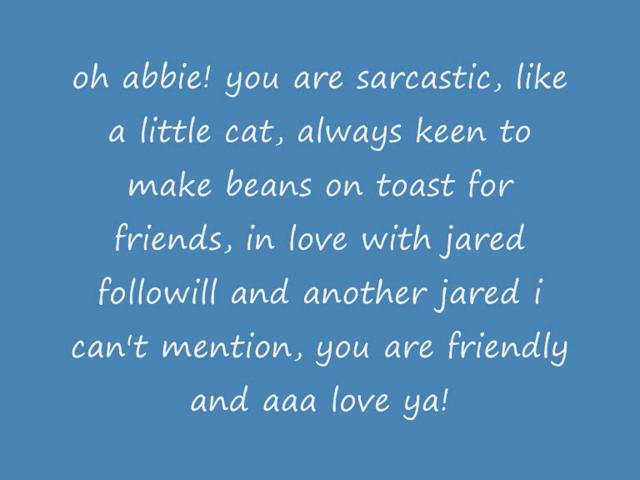 oh abbie! you are sarcastic, like
a little cat, always keen to
make beans on toast for
friends, in love with jared
followill and another jared i
can't mention, you are friendly
and aaa love ya!